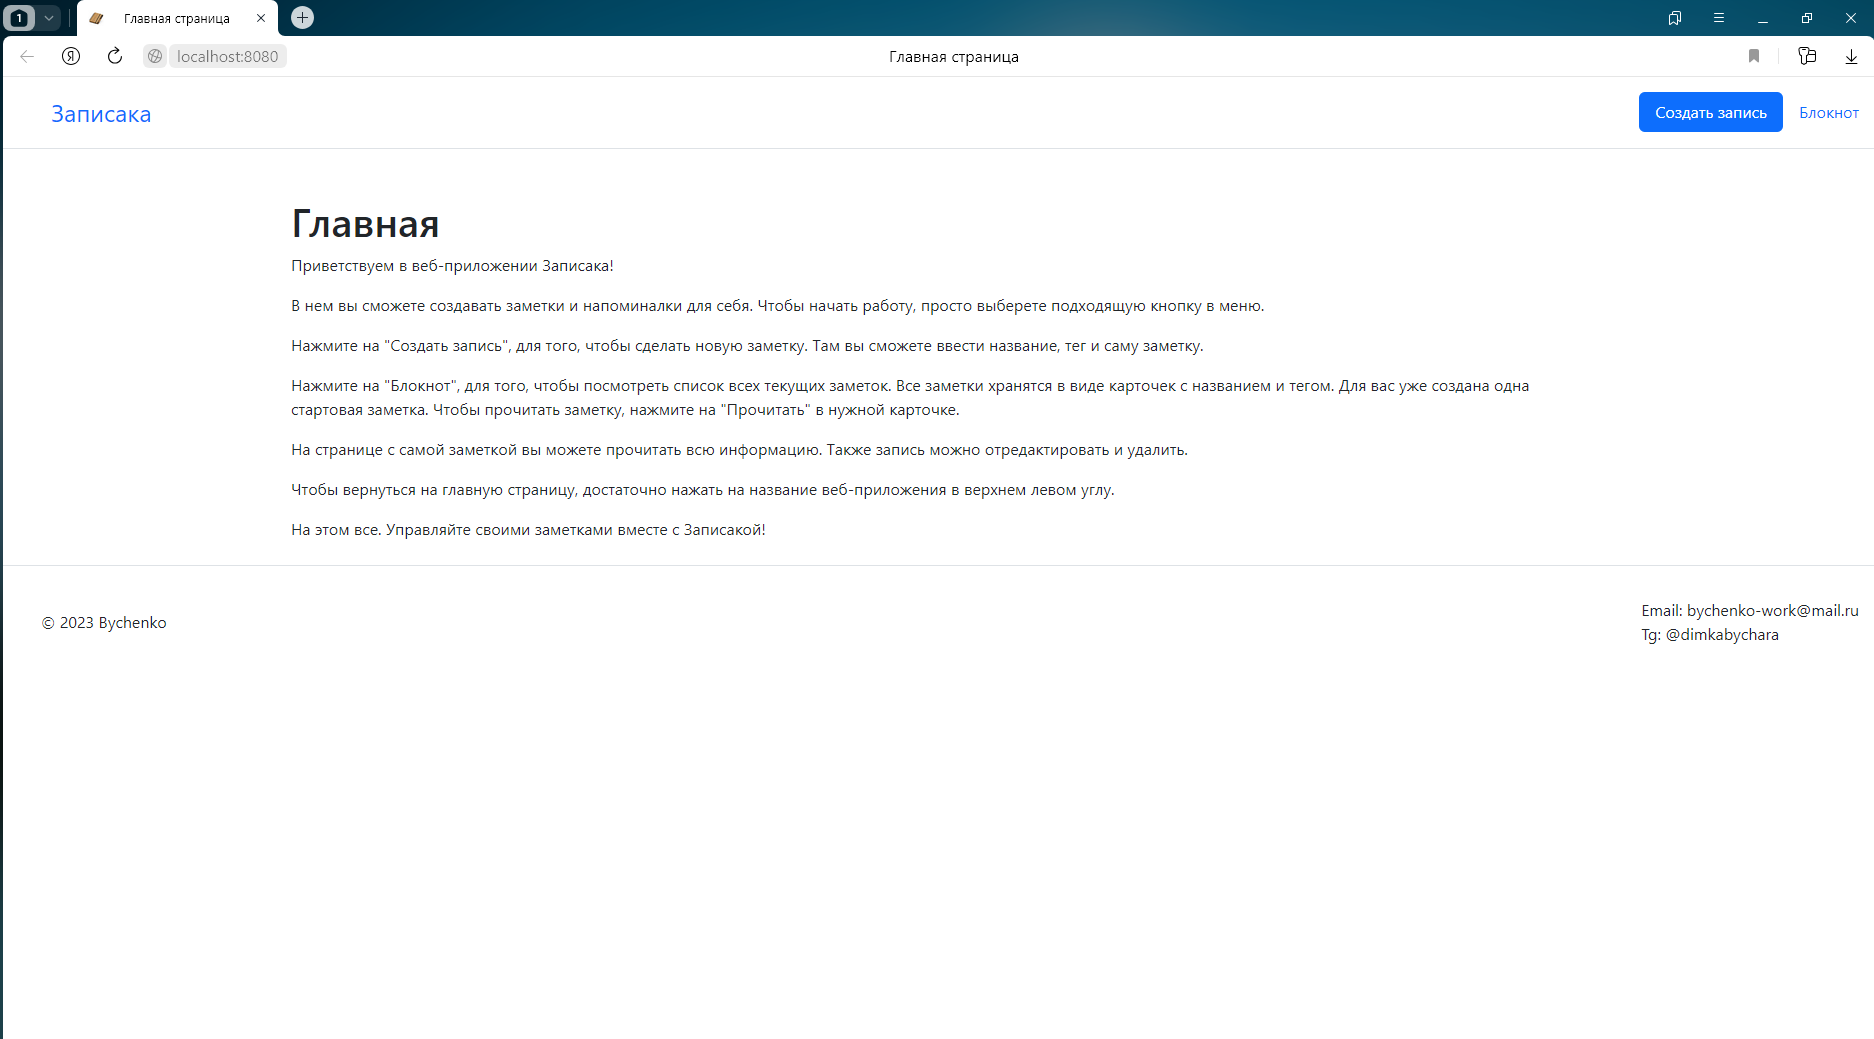 1
Главная страница
localhost:8080
Главная страница
Записака
Создать запись
Блокнот
Главная
Приветствуем в веб-приложении Записака!
В нем вы сможете создавать заметки и напоминалки для себя. Чтобы начать работу, просто выберете подходящую кнопку в меню.
Нажмите на "Создать запись", для того, чтобы сделать новую заметку. Там вы сможете ввести название, тег и саму заметку.
Нажмите на "Блокнот", для того, чтобы посмотреть список всех текущих заметок. Все заметки хранятся в виде карточек с названием и тегом. Для вас уже создана одна
стартовая заметка. Чтобы прочитать заметку, нажмите на "Прочитать" в нужной карточке.
На странице с самой заметкой вы можете прочитать всю информацию. Также запись можно отредактировать и удалить.
Чтобы вернуться на главную страницу, достаточно нажать на название веб-приложения в верхнем левом углу.
На этом все. Управляйте своими заметками вместе с Записакой!
© 2023 Bychenko
Email: bychenko-work@mail.ru
Tg: @dimkabychara